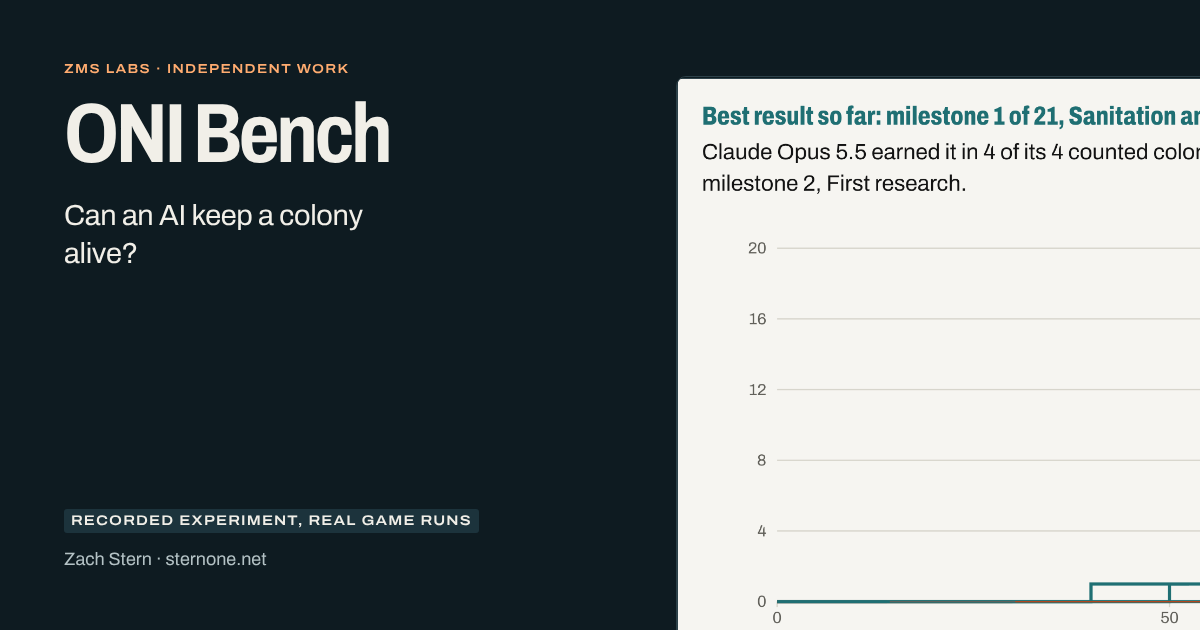 ZMS LABS · INDEPENDENT WORK
ONI Bench
Can an AI keep a colony
alive?
RECORDED EXPERIMENT, REAL GAME RUNS
Zach Stern · sternone.net
Best result so far: milestone 1 of 21, Sanitation
Claude Opus 5.5 earned it in 4 of its 4 counted
milestone 2, First research.
20
16
12
8
4
0
0
50